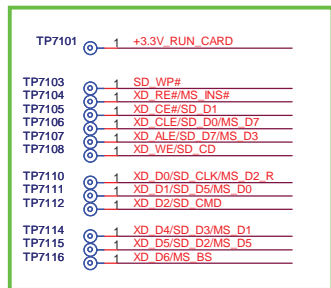 TP7101 1 +3.3V_RUN_CARD
TP7103 1 SD_WP#
TP7104 1 XD_RE#/MS_INS#
TP7105 1 XD_CE#/SD_D1
TP7106 1 XD_CLE/SD_D0/MS_D7
TP7107 1 XD_ALE/SD_D7/MS_D3
TP7108 1 XD_WE/SD_CD
TP7110 1 XD_D0/SD_CLK/MS_D2_R
TP7111 1 XD_D1/SD_D5/MS_D0
TP7112 1 XD_D2/SD_CMD
TP7114 1 XD_D4/SD_D3/MS_D1
TP7115 1 XD_D5/SD_D2/MS_D5
TP7116 1 XD_D6/MS_BS